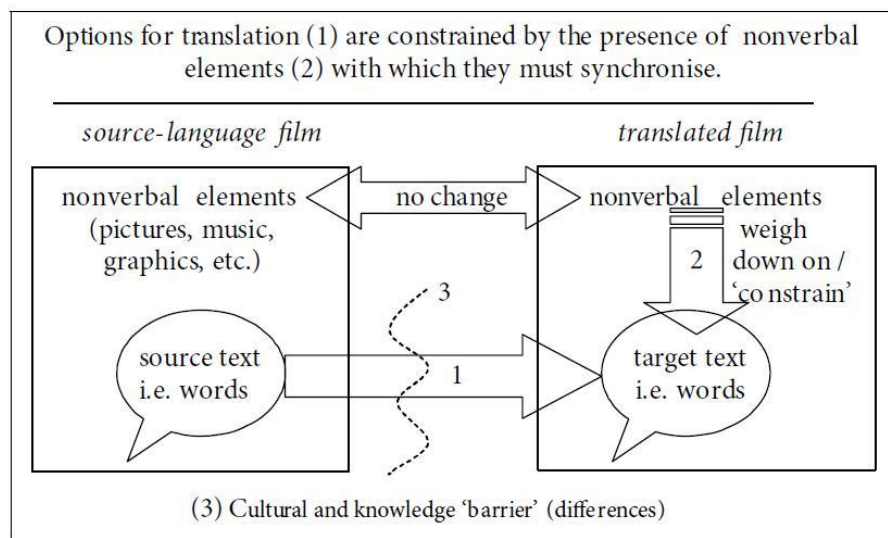 Options for translation (1) are constrained by the presence of nonverbal
elements (2) with which they must synchronise.
source-language film
translated film
nonverbal elements
(pictures, music,
graphics, etc.)
no change
nonverbal elements
weigh
down on /
‘constrain’
2
3
source text
i.e. words
1
target text
i.e. words
(3) Cultural and knowledge ‘barrier’ (differences)